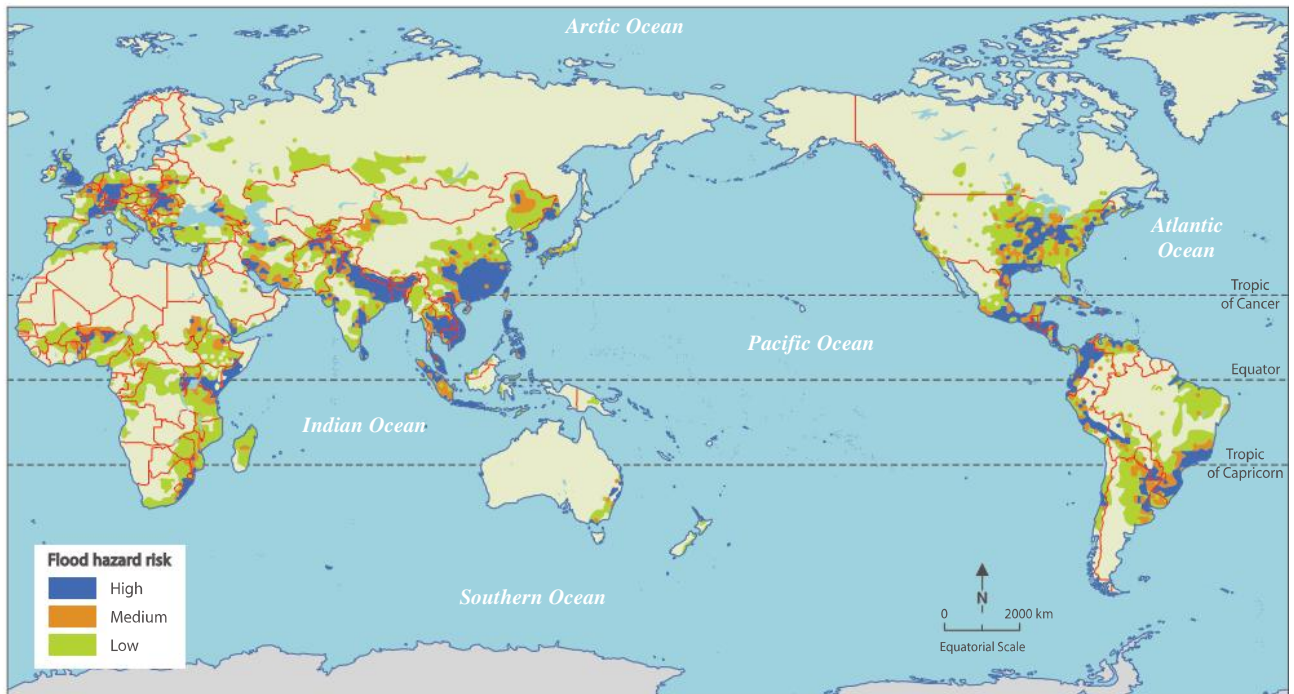 Arctic Ocean
Atlantic
Ocean
Tropic
of Cancer
Pacific Ocean
Equator
Indian Ocean
Tropic
of Capricorn
Flood hazard risk
High
Medium
Low
Southern Ocean
N
0 2000 km
Equatorial Scale